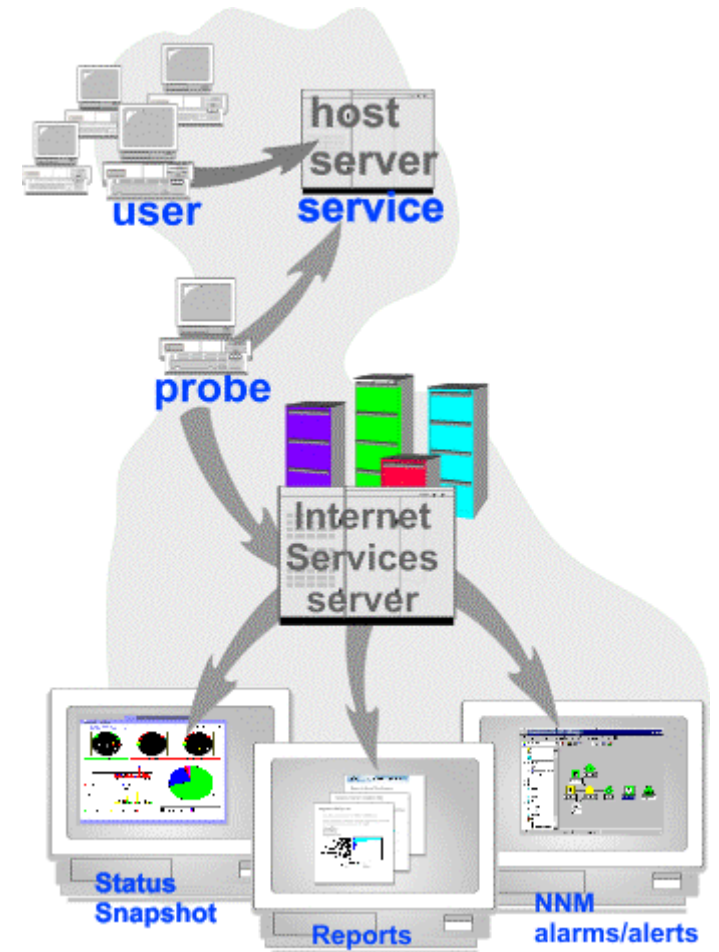 host
server
user
service
probe
Internet
Services
server
Status
Snapshot
Reports
NNM
alarms/alerts